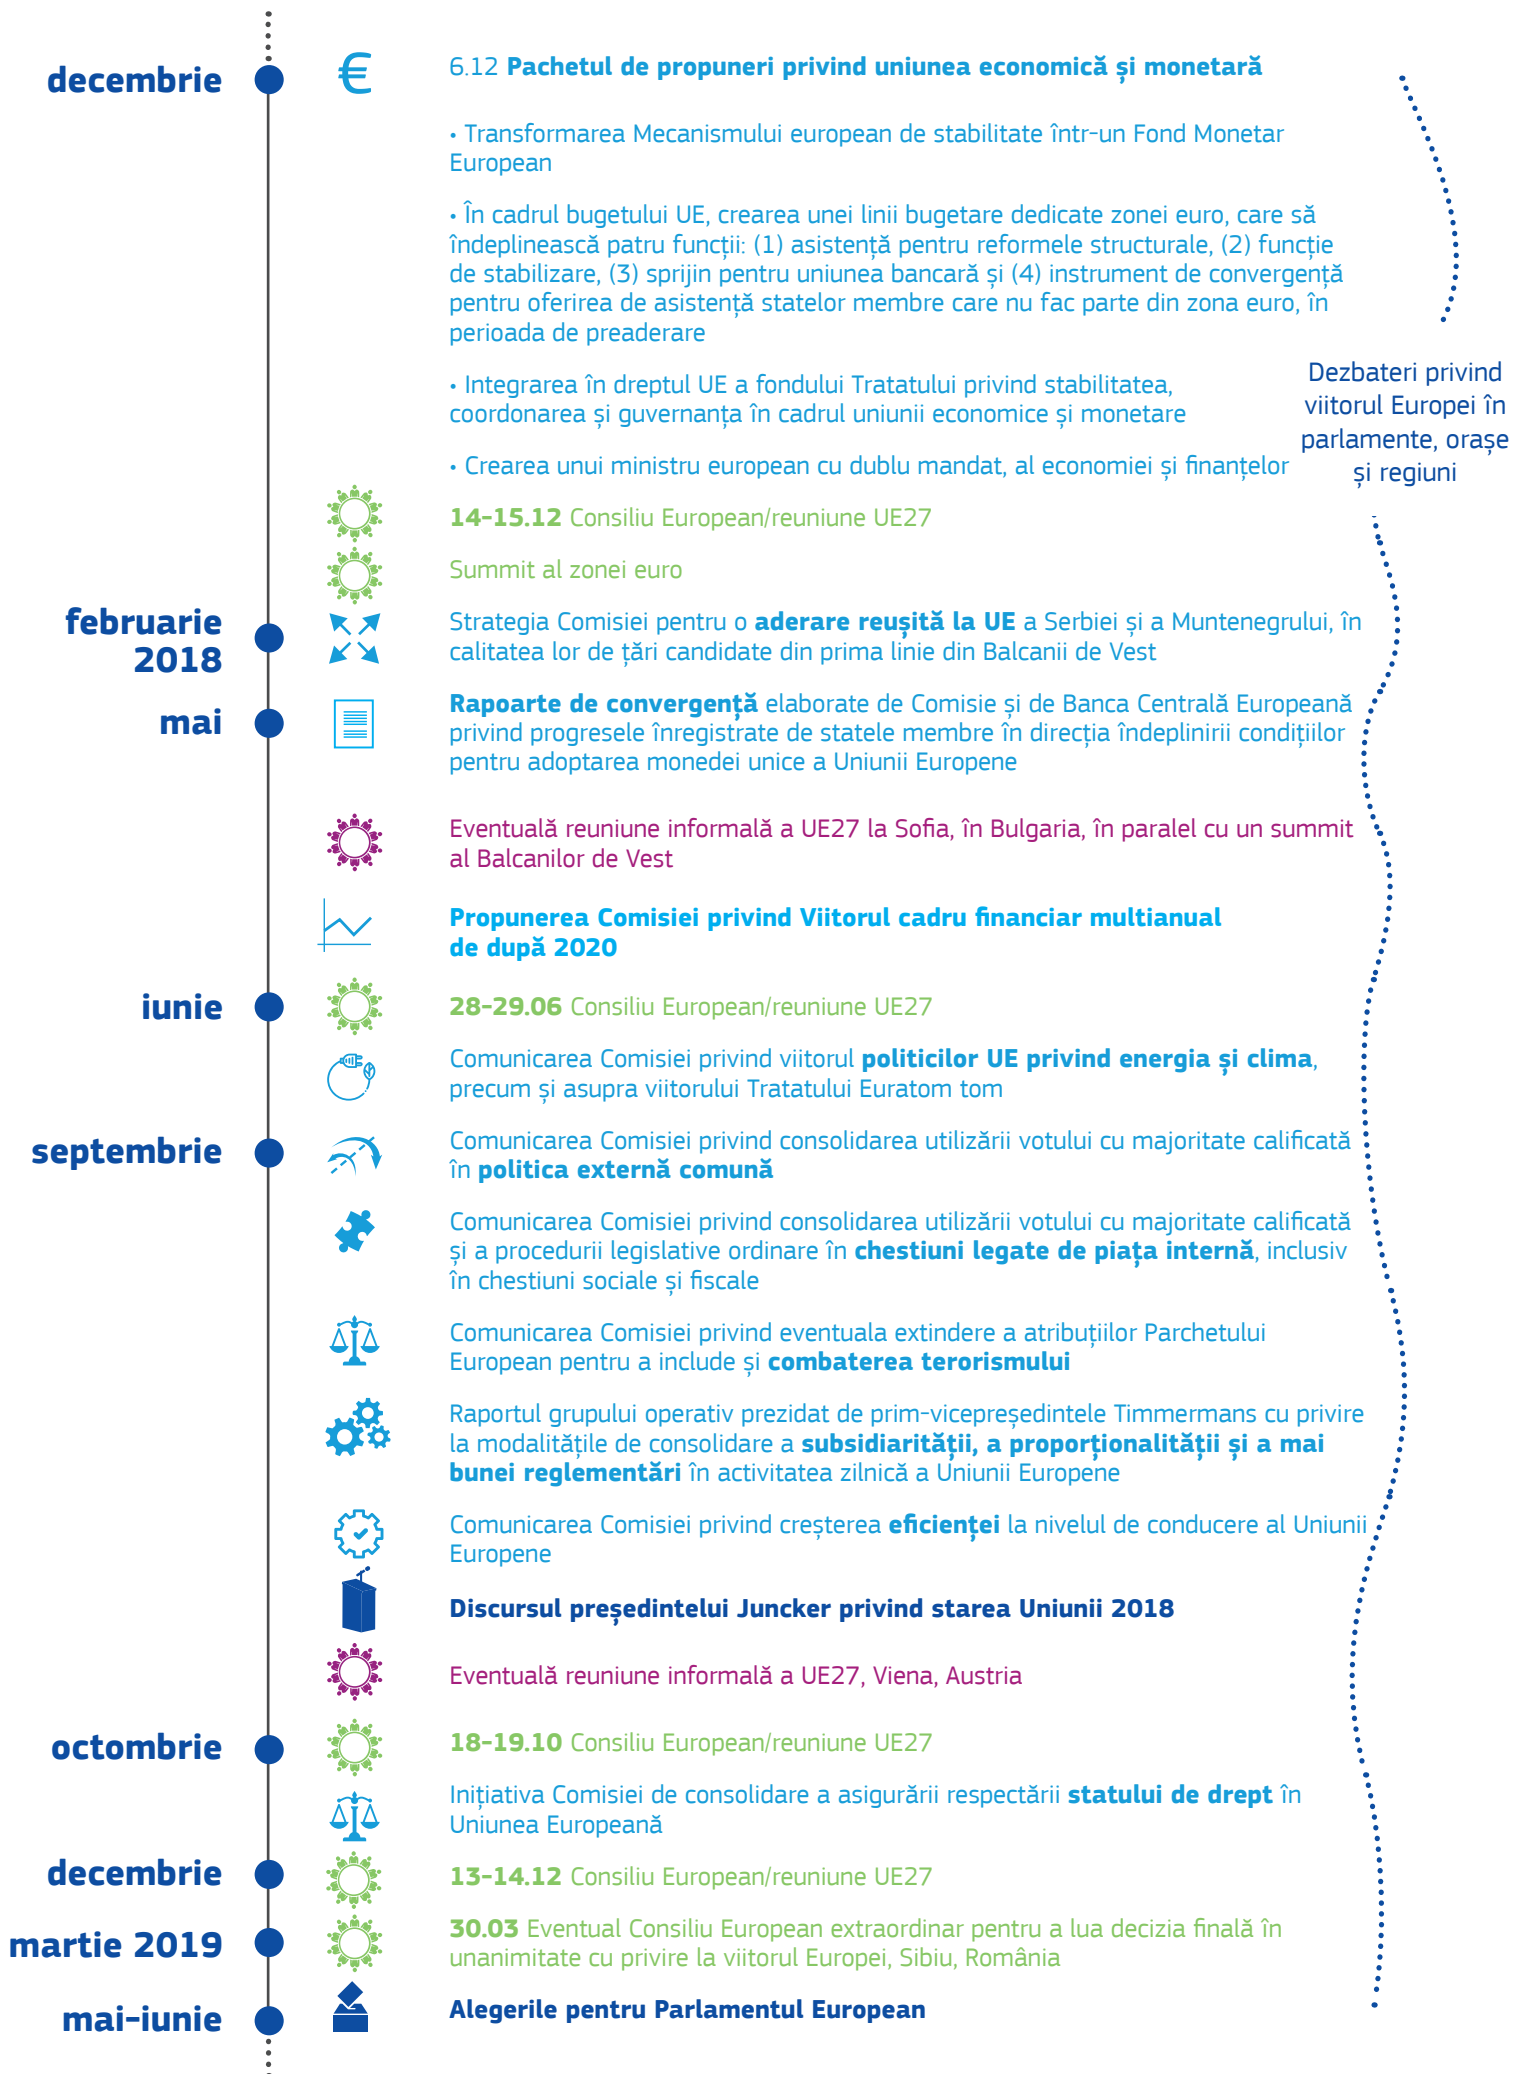 decembrie
€
6.12 Pachetul de propuneri privind uniunea economică și monetară
• Transformarea Mecanismului european de stabilitate într-un Fond Monetar
European
• În cadrul bugetului UE, crearea unei linii bugetare dedicate zonei euro, care să
îndeplinească patru funcții: (1) asistență pentru reformele structurale, (2) funcție
de stabilizare, (3) sprijin pentru uniunea bancară și (4) instrument de convergență
pentru oferirea de asistență statelor membre care nu fac parte din zona euro, în
perioada de preaderare
• Integrarea în dreptul UE a fondului Tratatului privind stabilitatea,
coordonarea și guvernanța în cadrul uniunii economice și monetare
• Crearea unui ministru european cu dublu mandat, al economiei și finanțelor
Dezbateri privind
viitorul Europei în
parlamente, orașe
și regiuni
14-15.12 Consiliu European/reuniune UE27
Summit al zonei euro
februarie
2018
Strategia Comisiei pentru o aderare reușită la UE a Serbiei și a Muntenegrului, în
calitatea lor de țări candidate din prima linie din Balcanii de Vest
mai
Rapoarte de convergență elaborate de Comisie și de Banca Centrală Europeană
privind progresele înregistrate de statele membre în direcția îndeplinirii condițiilor
pentru adoptarea monedei unice a Uniunii Europene
Eventuală reuniune informală a UE27 la Sofia, în Bulgaria, în paralel cu un summit
al Balcanilor de Vest
Propunerea Comisiei privind Viitorul cadru financiar multianual
de după 2020
iunie
28-29.06 Consiliu European/reuniune UE27
Comunicarea Comisiei privind viitorul politicilor UE privind energia și clima,
precum și asupra viitorului Tratatului Euratom tom
septembrie
Comunicarea Comisiei privind consolidarea utilizării votului cu majoritate calificată
în politica externă comună
Comunicarea Comisiei privind consolidarea utilizării votului cu majoritate calificată
și a procedurii legislative ordinare în chestiuni legate de piața internă, inclusiv
în chestiuni sociale și fiscale
Comunicarea Comisiei privind eventuala extindere a atribuțiilor Parchetului
European pentru a include și combaterea terorismului
Raportul grupului operativ prezidat de prim-vicepreședintele Timmermans cu privire
la modalitățile de consolidare a subsidiarității, a proporționalității și a mai
bunei reglementări în activitatea zilnică a Uniunii Europene
Comunicarea Comisiei privind creșterea eficienței la nivelul de conducere al Uniunii
Europene
Discursul președintelui Juncker privind starea Uniunii 2018
Eventuală reuniune informală a UE27, Viena, Austria
octombrie
18-19.10 Consiliu European/reuniune UE27
Inițiativa Comisiei de consolidare a asigurării respectării statului de drept în
Uniunea Europeană
decembrie
13-14.12 Consiliu European/reuniune UE27
martie 2019
30.03 Eventual Consiliu European extraordinar pentru a lua decizia finală în
unanimitate cu privire la viitorul Europei, Sibiu, România
mai-iunie
Alegerile pentru Parlamentul European